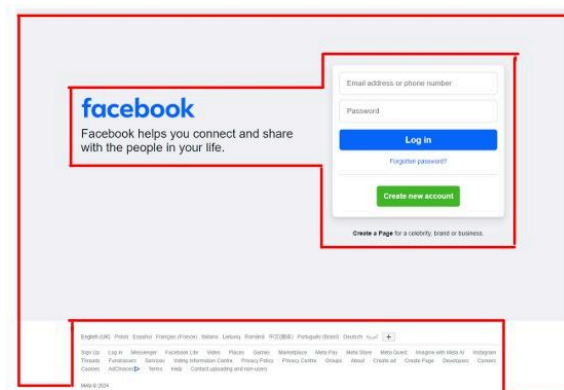 facebook
Facebook helps you connect and share
with the people in your life.
Email address or phone number
Password
Log in
Forgotten password?
Create new account
Create a Page for a celebrity, brand or business.
English (UK) Polski Español Français (France) Italiano Lietuvių Română 中文(简体) Português (Brasil) Deutsch العربية +
Sign Up Log in Messenger Facebook Lite Video Places Games Marketplace Meta Pay Meta Store Meta Quest Imagine with Meta AI Instagram
Threads Fundraisers Services Voting Information Centre Privacy Policy Privacy Centre Groups About Create ad Create Page Developers Careers
Cookies AdChoices Terms Help Contact uploading and non-users
Meta © 2024